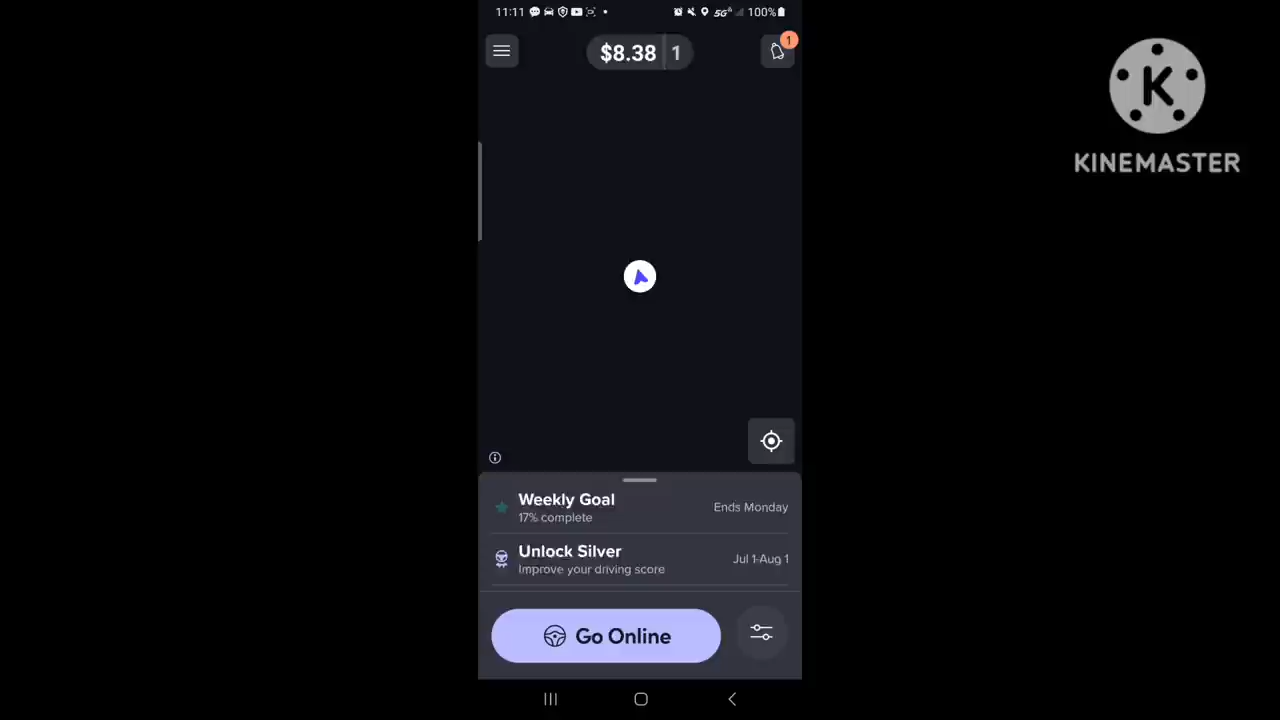 11:11 5G 100%
$8.38 1
1
K
KINEMASTER
Weekly Goal
17% complete
Ends Monday
Unlock Silver
Improve your driving score
Jul 1-Aug 1
Go Online